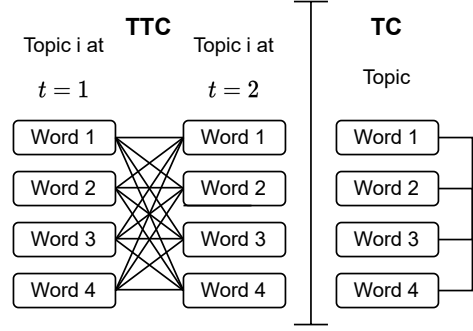 TTC
TC
Topic i at
Topic i at
Topic
t = 1
t = 2
Word 1
Word 1
Word 1
Word 2
Word 2
Word 2
Word 3
Word 3
Word 3
Word 4
Word 4
Word 4